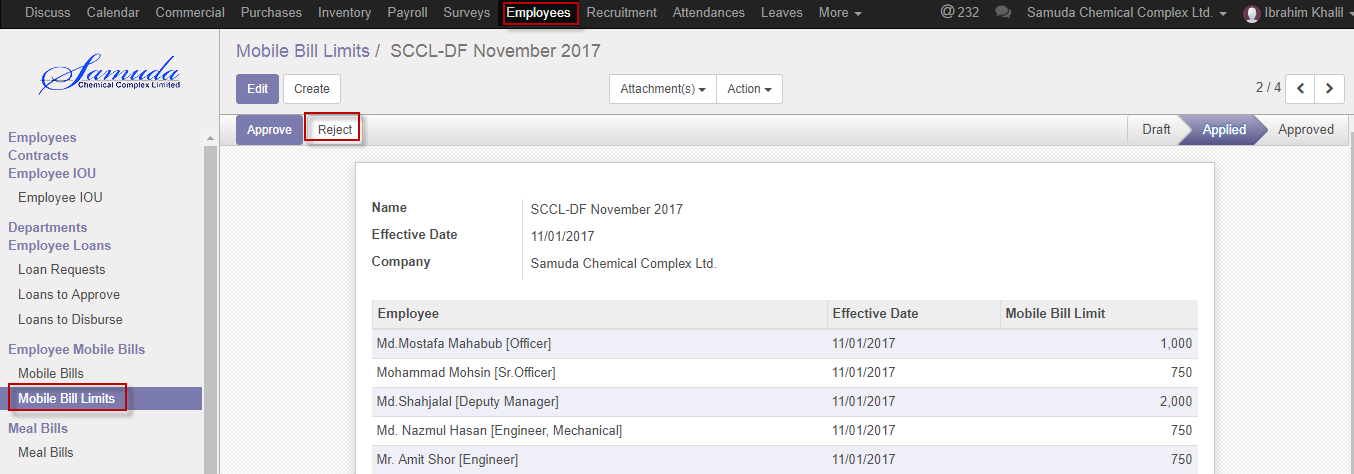 Discuss Calendar Commercial Purchases Inventory Payroll Surveys Employees Recruitment Attendances Leaves More @ 232 Samuda Chemical Complex Ltd. Ibrahim Khalil
Samuda
Chemical Complex Limited
Mobile Bill Limits / SCCL-DF November 2017
Edit Create Attachment(s) Action 2 / 4
Approve Reject Draft Applied Approved
Employees
Contracts
Employee IOU
Employee IOU
Departments
Employee Loans
Loan Requests
Loans to Approve
Loans to Disburse
Employee Mobile Bills
Mobile Bills
Mobile Bill Limits
Meal Bills
Meal Bills
Name SCCL-DF November 2017
Effective Date 11/01/2017
Company Samuda Chemical Complex Ltd.
Employee Effective Date Mobile Bill Limit
Md.Mostafa Mahabub [Officer] 11/01/2017 1,000
Mohammad Mohsin [Sr.Officer] 11/01/2017 750
Md.Shahjalal [Deputy Manager] 11/01/2017 2,000
Md. Nazmul Hasan [Engineer, Mechanical] 11/01/2017 750
Mr. Amit Shor [Engineer] 11/01/2017 750